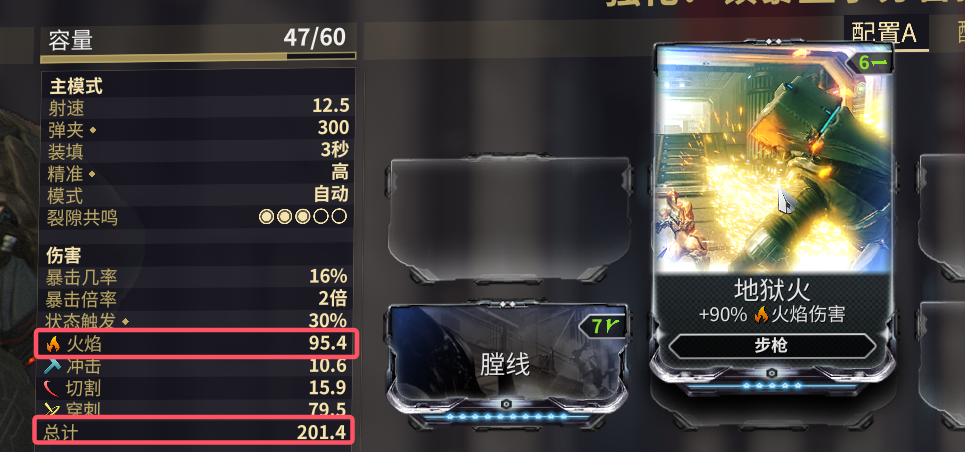 配置A
容量 47/60
主模式
射速 12.5
弹夹 300
装填 3秒
精准 高
模式 自动
裂隙共鸣
伤害
暴击几率 16%
暴击倍率 2倍
状态触发 30%
火焰 95.4
冲击 10.6
切割 15.9
穿刺 79.5
总计 201.4
7
膛线
6
地狱火
+90% 火焰伤害
步枪